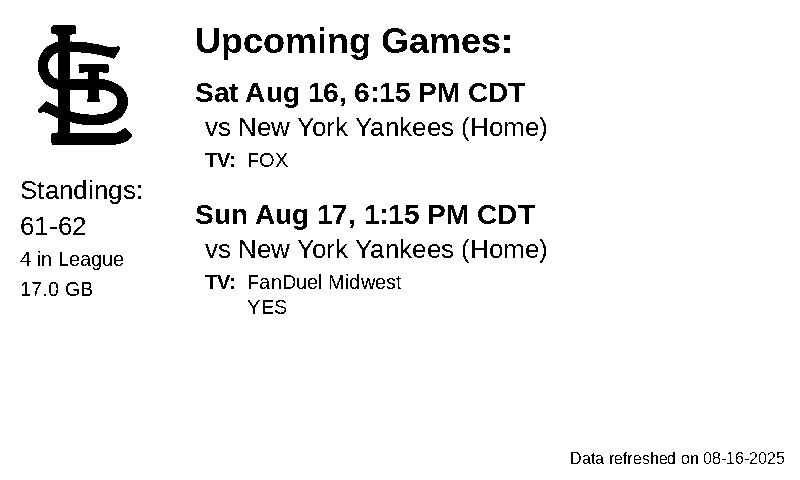 STL
Standings:
61-62
4 in League
17.0 GB
Upcoming Games:
Sat Aug 16, 6:15 PM CDT
vs New York Yankees (Home)
TV: FOX
Sun Aug 17, 1:15 PM CDT
vs New York Yankees (Home)
TV: FanDuel Midwest
YES
Data refreshed on 08-16-2025